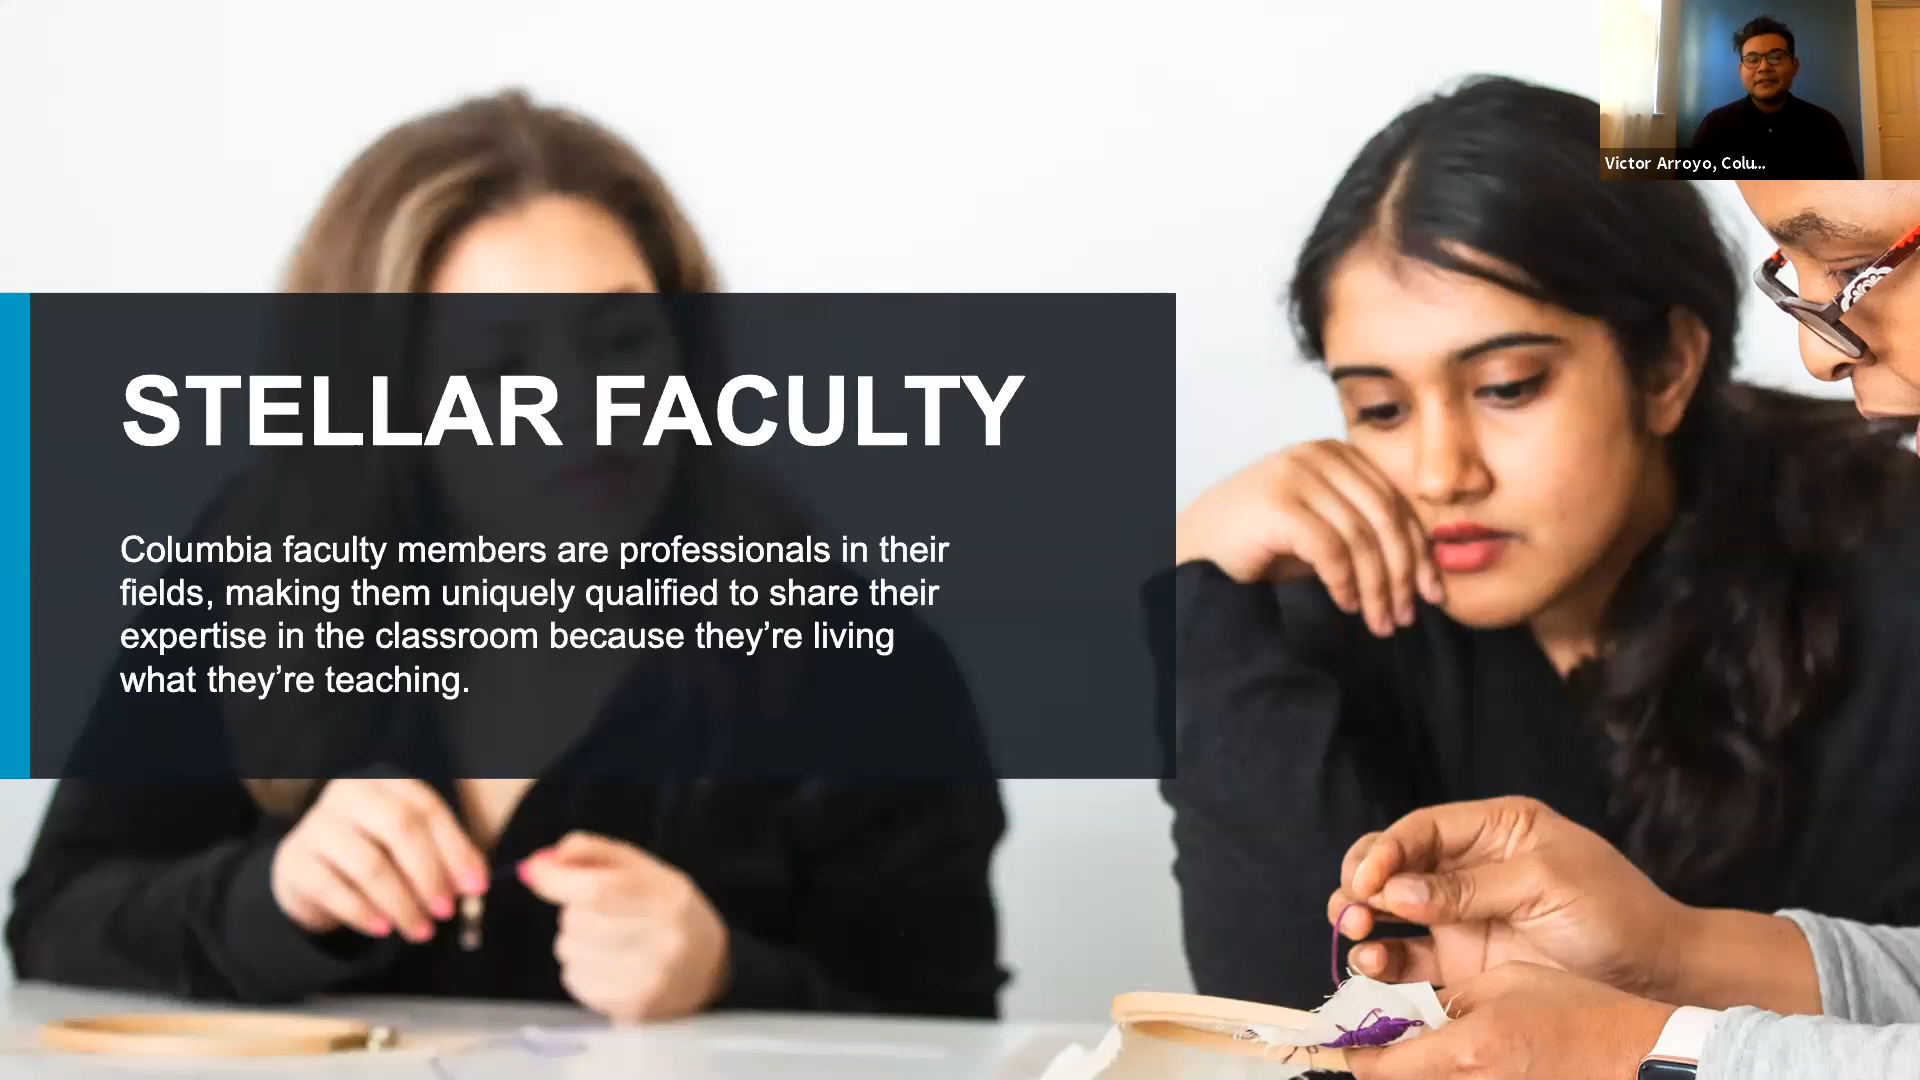 Victor Arroyo, Colu...
STELLAR FACULTY
Columbia faculty members are professionals in their
fields, making them uniquely qualified to share their
expertise in the classroom because they’re living
what they’re teaching.